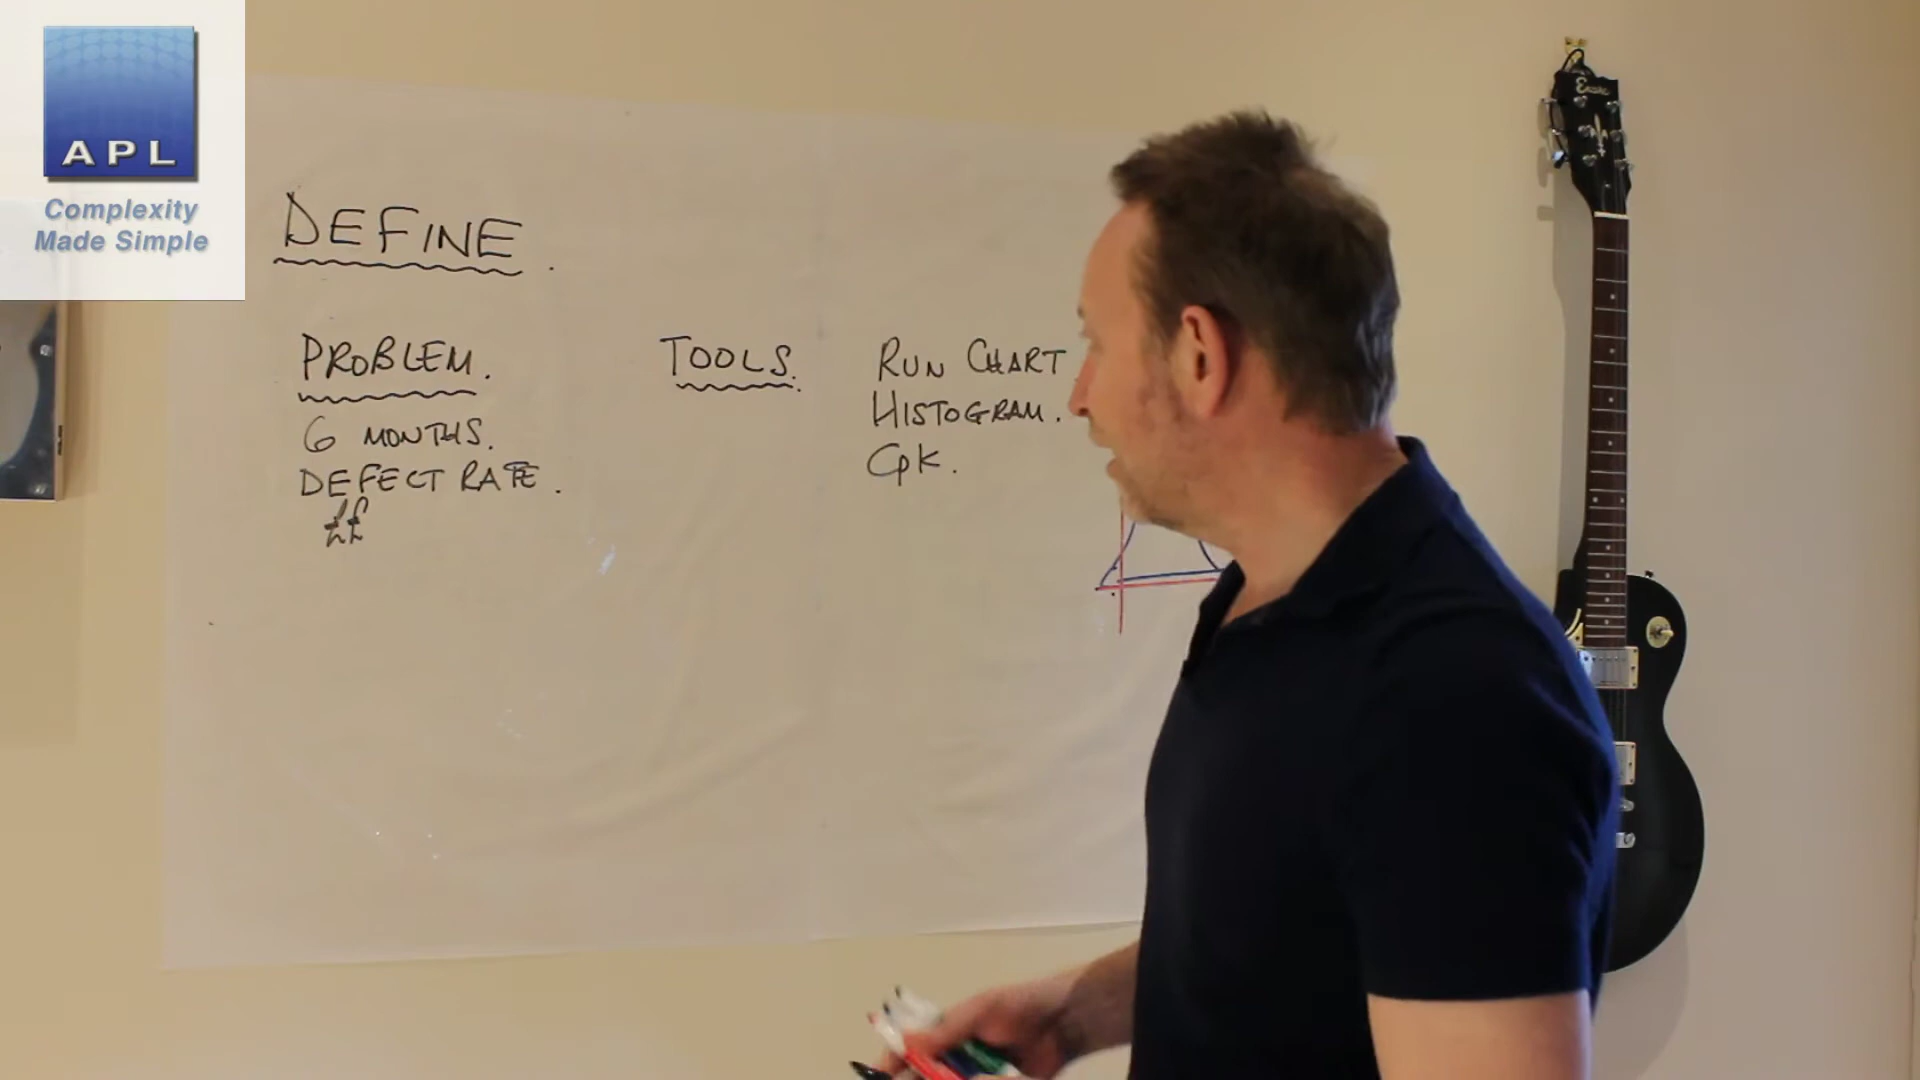 APL
Complexity
Made Simple
DEFINE.
PROBLEM.
6 MONTHS.
DEFECT RATE.
££
TOOLS.
RUN CHART
HISTOGRAM.
CpK.